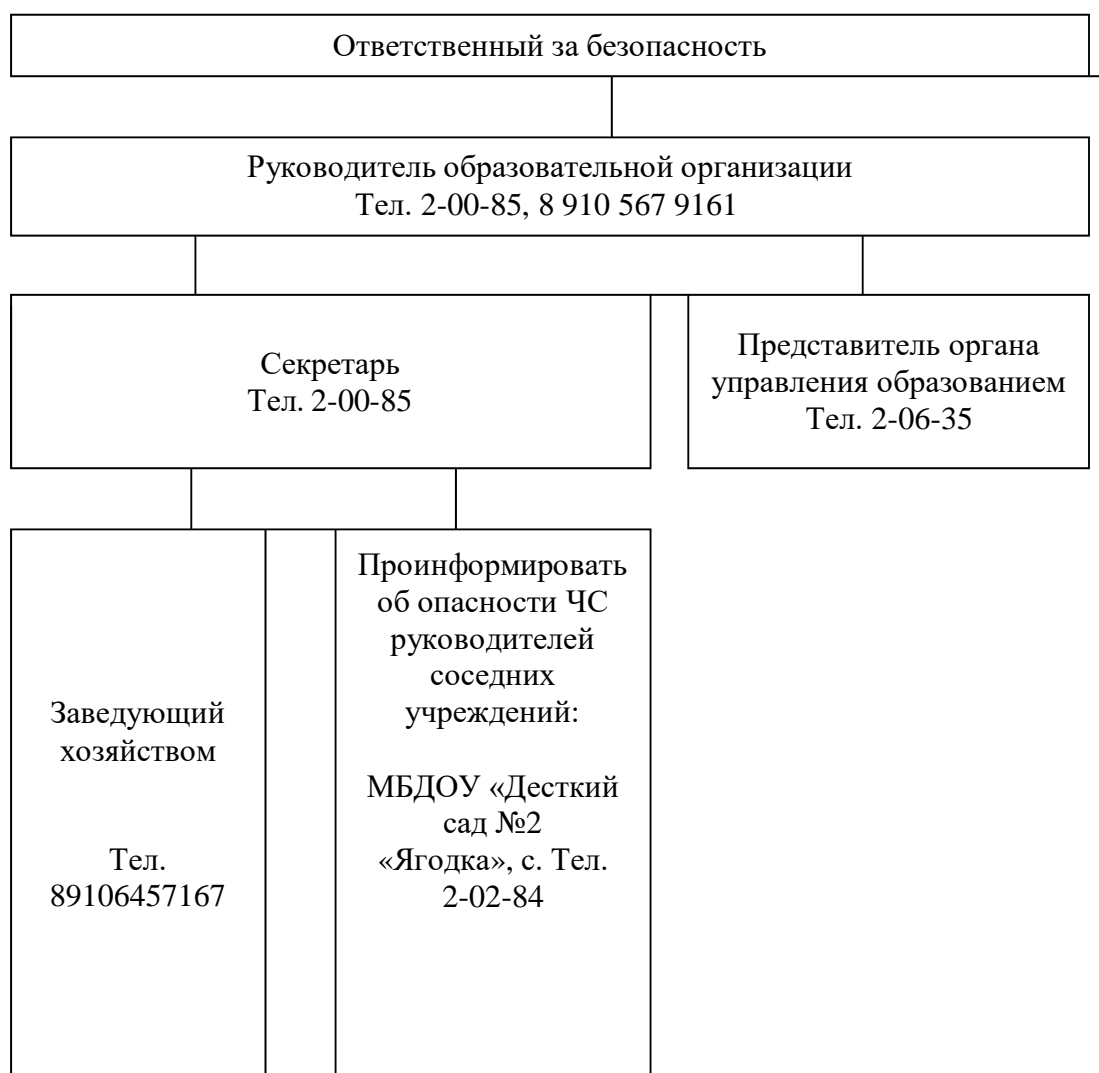 Ответственный за безопасность
Руководитель образовательной организации
Тел. 2-00-85, 8 910 567 9161
Секретарь
Тел. 2-00-85
Представитель органа
управления образованием
Тел. 2-06-35
Заведующий
хозяйством
Тел.
89106457167
Проинформировать
об опасности ЧС
руководителей
соседних
учреждений:
МБДОУ «Десткий
сад №2
«Ягодка», с. Тел.
2-02-84